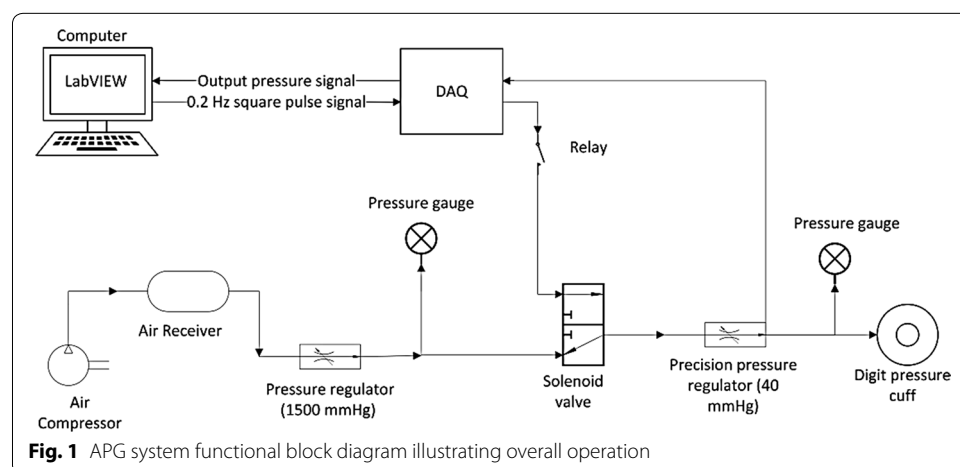 Computer
LabVIEW
Output pressure signal
0.2 Hz square pulse signal
DAQ
Relay
Pressure gauge
Pressure gauge
Air Receiver
Air
Compressor
Pressure regulator
(1500 mmHg)
Solenoid
valve
Precision pressure
regulator (40
mmHg)
Digit pressure
cuff
Fig. 1 APG system functional block diagram illustrating overall operation